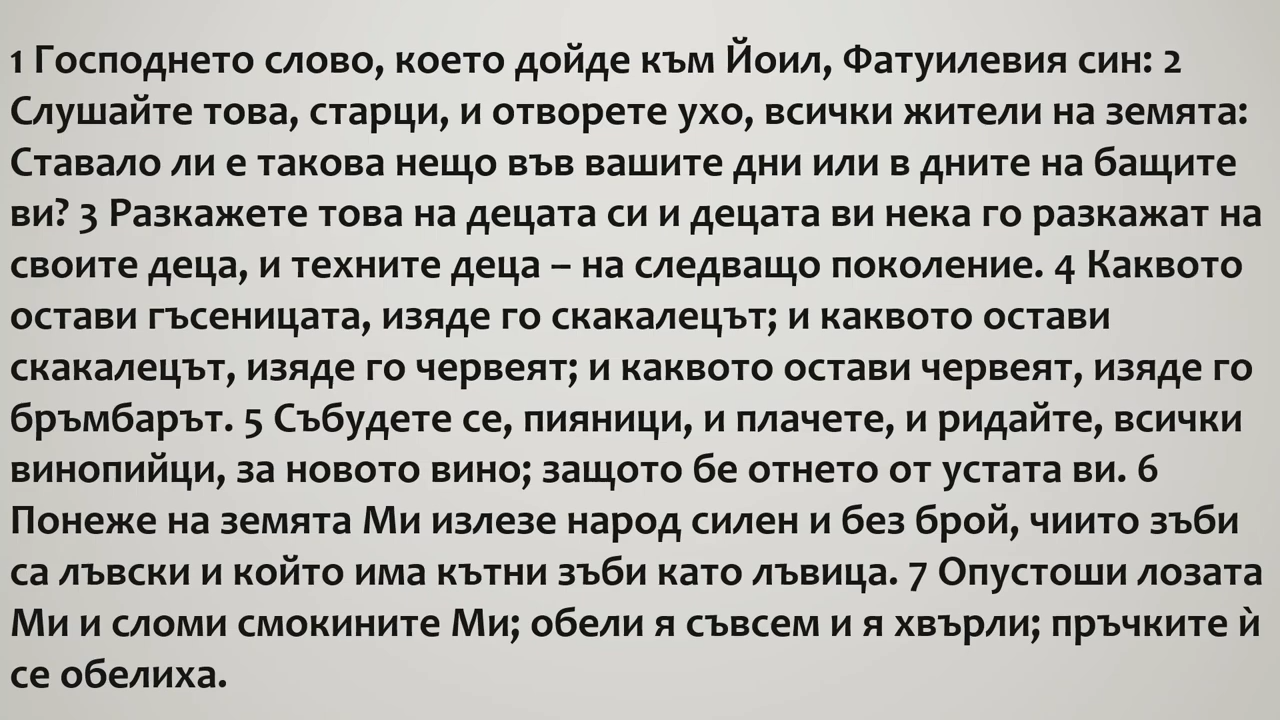 1 Господнето слово, което дойде към Йоил, Фатуилевия син: 2
Слушайте това, старци, и отворете ухо, всички жители на земята:
Ставало ли е такова нещо във вашите дни или в дните на бащите
ви? 3 Разкажете това на децата си и децата ви нека го разкажат на
своите деца, и техните деца – на следващо поколение. 4 Каквото
остави гъсеницата, изяде го скакалецът; и каквото остави
скакалецът, изяде го червеят; и каквото остави червеят, изяде го
бръмбарът. 5 Събудете се, пияници, и плачете, и ридайте, всички
винопийци, за новото вино; защото бе отнето от устата ви. 6
Понеже на земята Ми излезе народ силен и без брой, чиито зъби
са лъвски и който има кътни зъби като лъвица. 7 Опустоши лозата
Ми и сломи смокините Ми; обели я съвсем и я хвърли; пръчките ѝ
се обелиха.